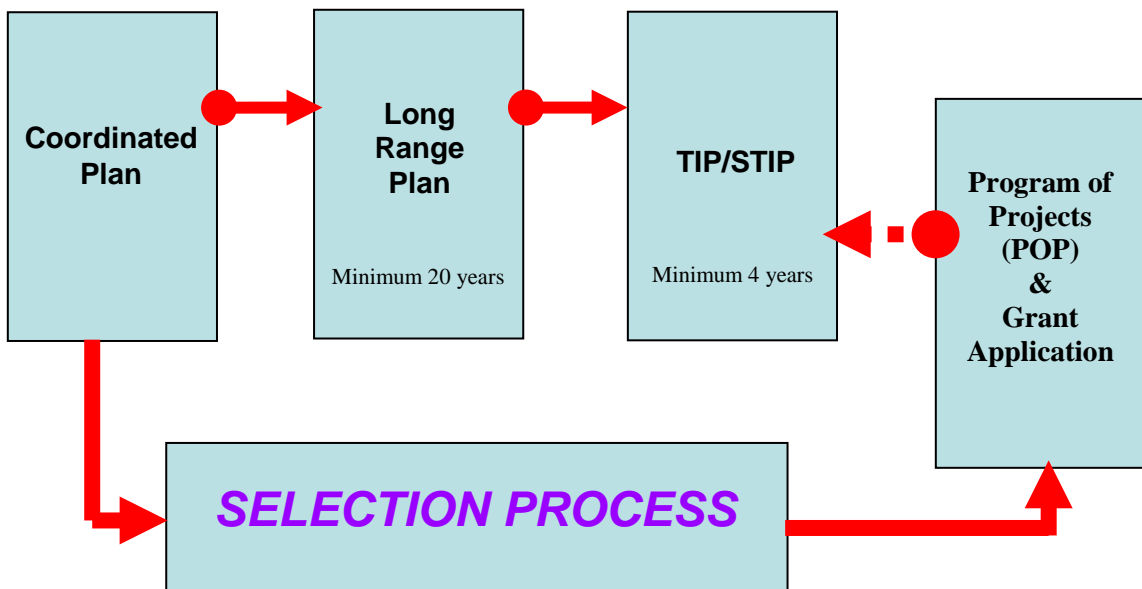 Coordinated
Plan
Long
Range
Plan
Minimum 20 years
TIP/STIP
Minimum 4 years
Program of
Projects
(POP)
&
Grant
Application
SELECTION PROCESS